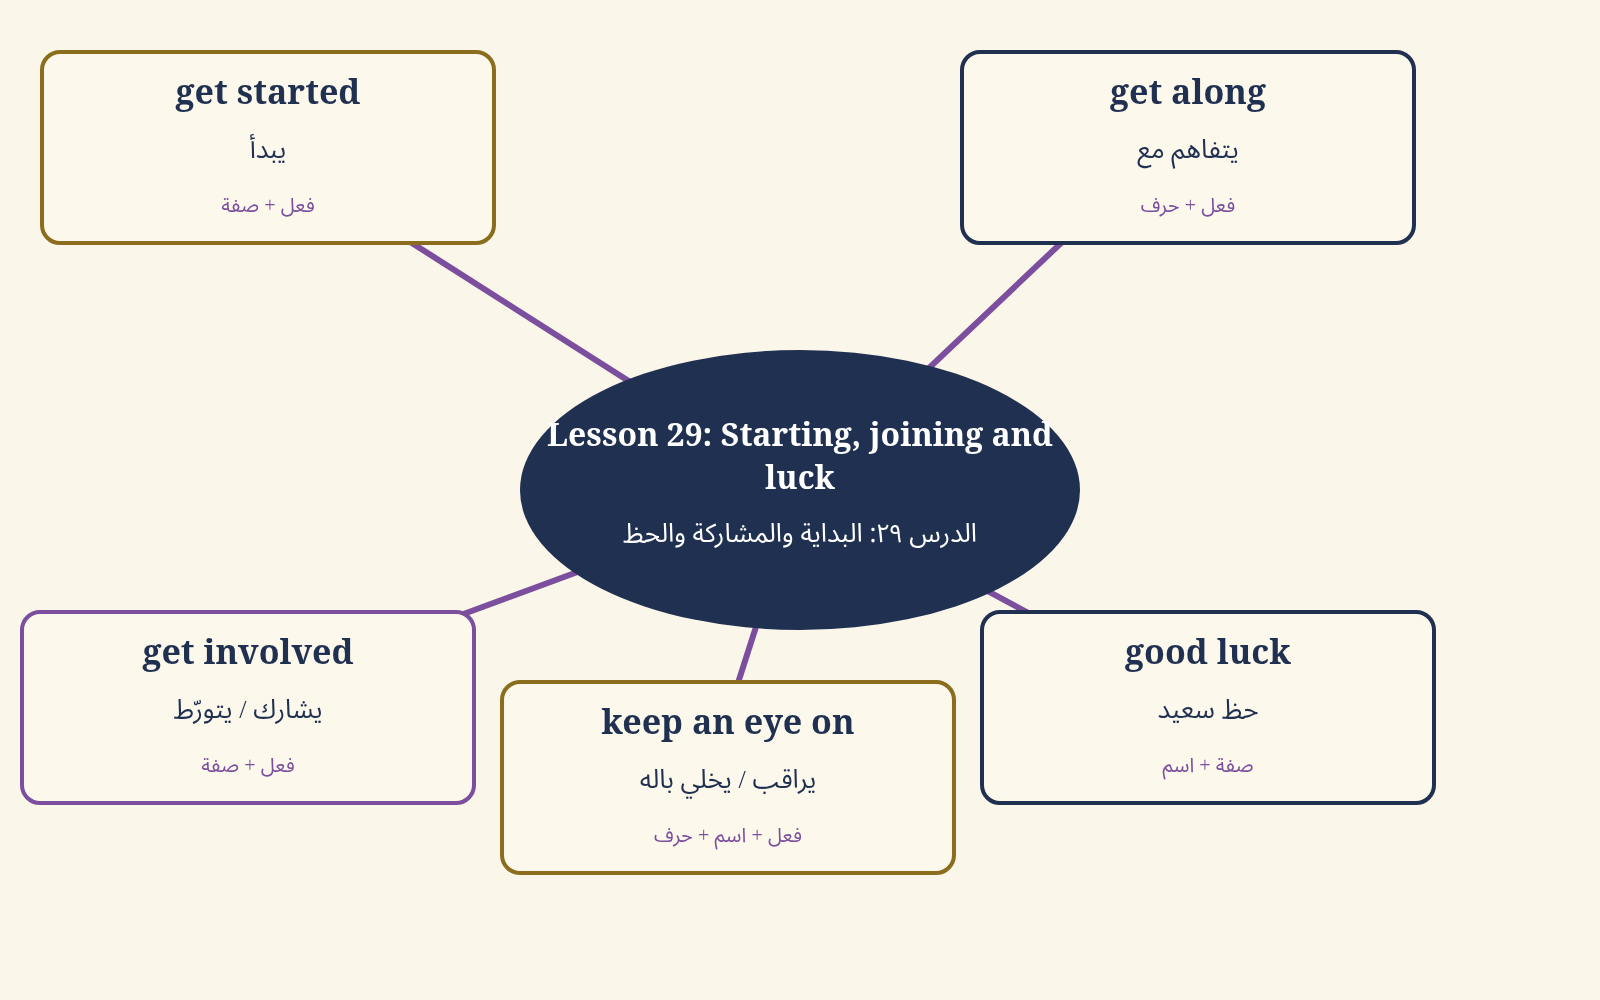 get started
يبدأ
فعل + صفة
get along
يتفاهم مع
فعل + حرف
Lesson 29: Starting, joining and
luck
الدرس ٢٩: البداية والمشاركة والحظ
get involved
يشارك / يتورّط
فعل + صفة
keep an eye on
يراقب / يخلي باله
فعل + اسم + حرف
good luck
حظ سعيد
صفة + اسم